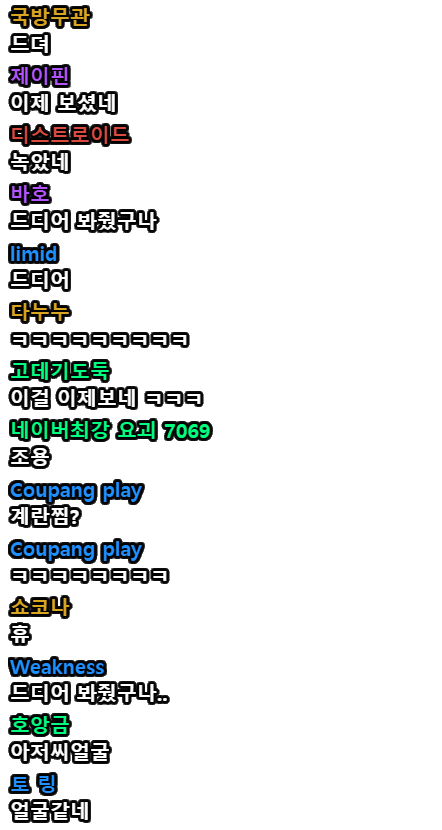 국방무관
드뎌
제이핀
이제 보셨네
디스트로이드
녹았네
바호
드디어 봐줬구나
limid
드디어
다누누
ㅋㅋㅋㅋㅋㅋㅋㅋㅋ
고데기도둑
이걸 이제보네 ㅋㅋㅋ
네이버최강 요괴 7069
조용
Coupang play
계란찜?
Coupang play
ㅋㅋㅋㅋㅋㅋㅋㅋ
쇼코나
휴
Weakness
드디어 봐줬구나..
호앙금
아저씨얼굴
토 링
얼굴같네